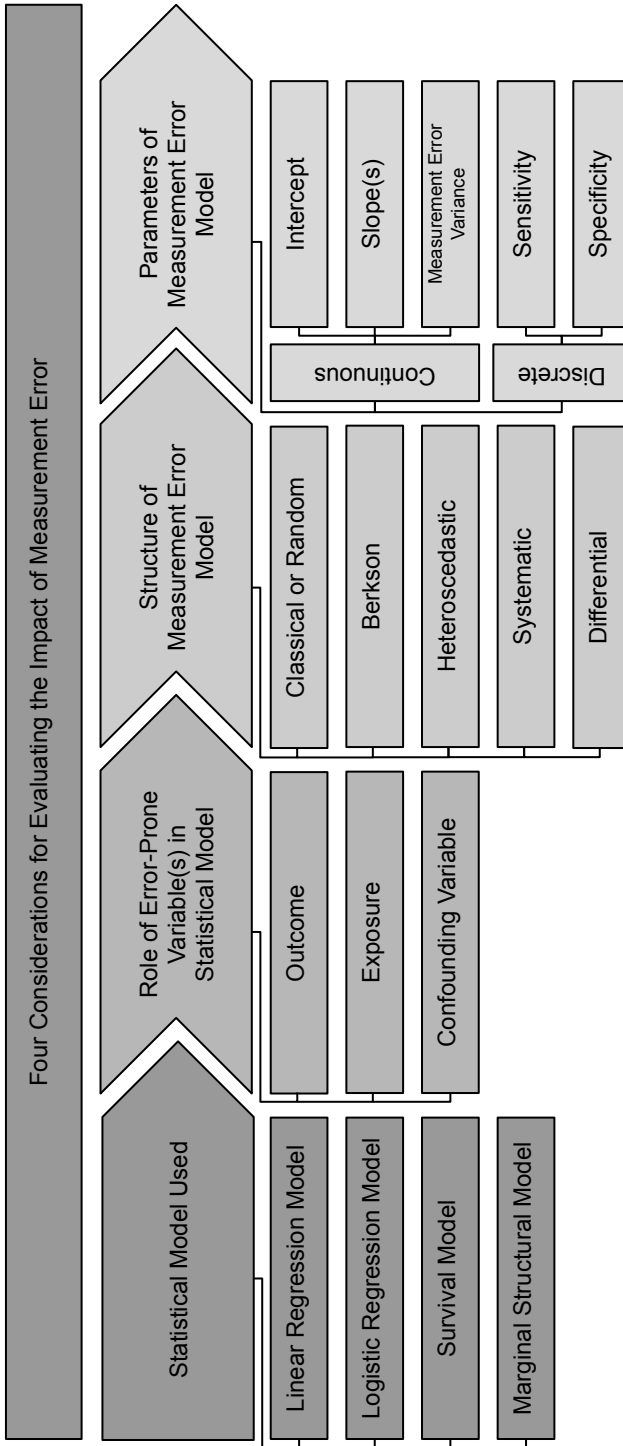 Four Considerations for Evaluating the Impact of Measurement Error
Statistical Model Used
Linear Regression Model
Logistic Regression Model
Survival Model
Marginal Structural Model
Role of Error-Prone
Variable(s) in
Statistical Model
Outcome
Exposure
Confounding Variable
Structure of
Measurement Error
Model
Classical or Random
Berkson
Heteroscedastic
Systematic
Differential
Parameters of
Measurement Error
Model
Continuous
Intercept
Slope(s)
Measurement Error
Variance
Discrete
Sensitivity
Specificity